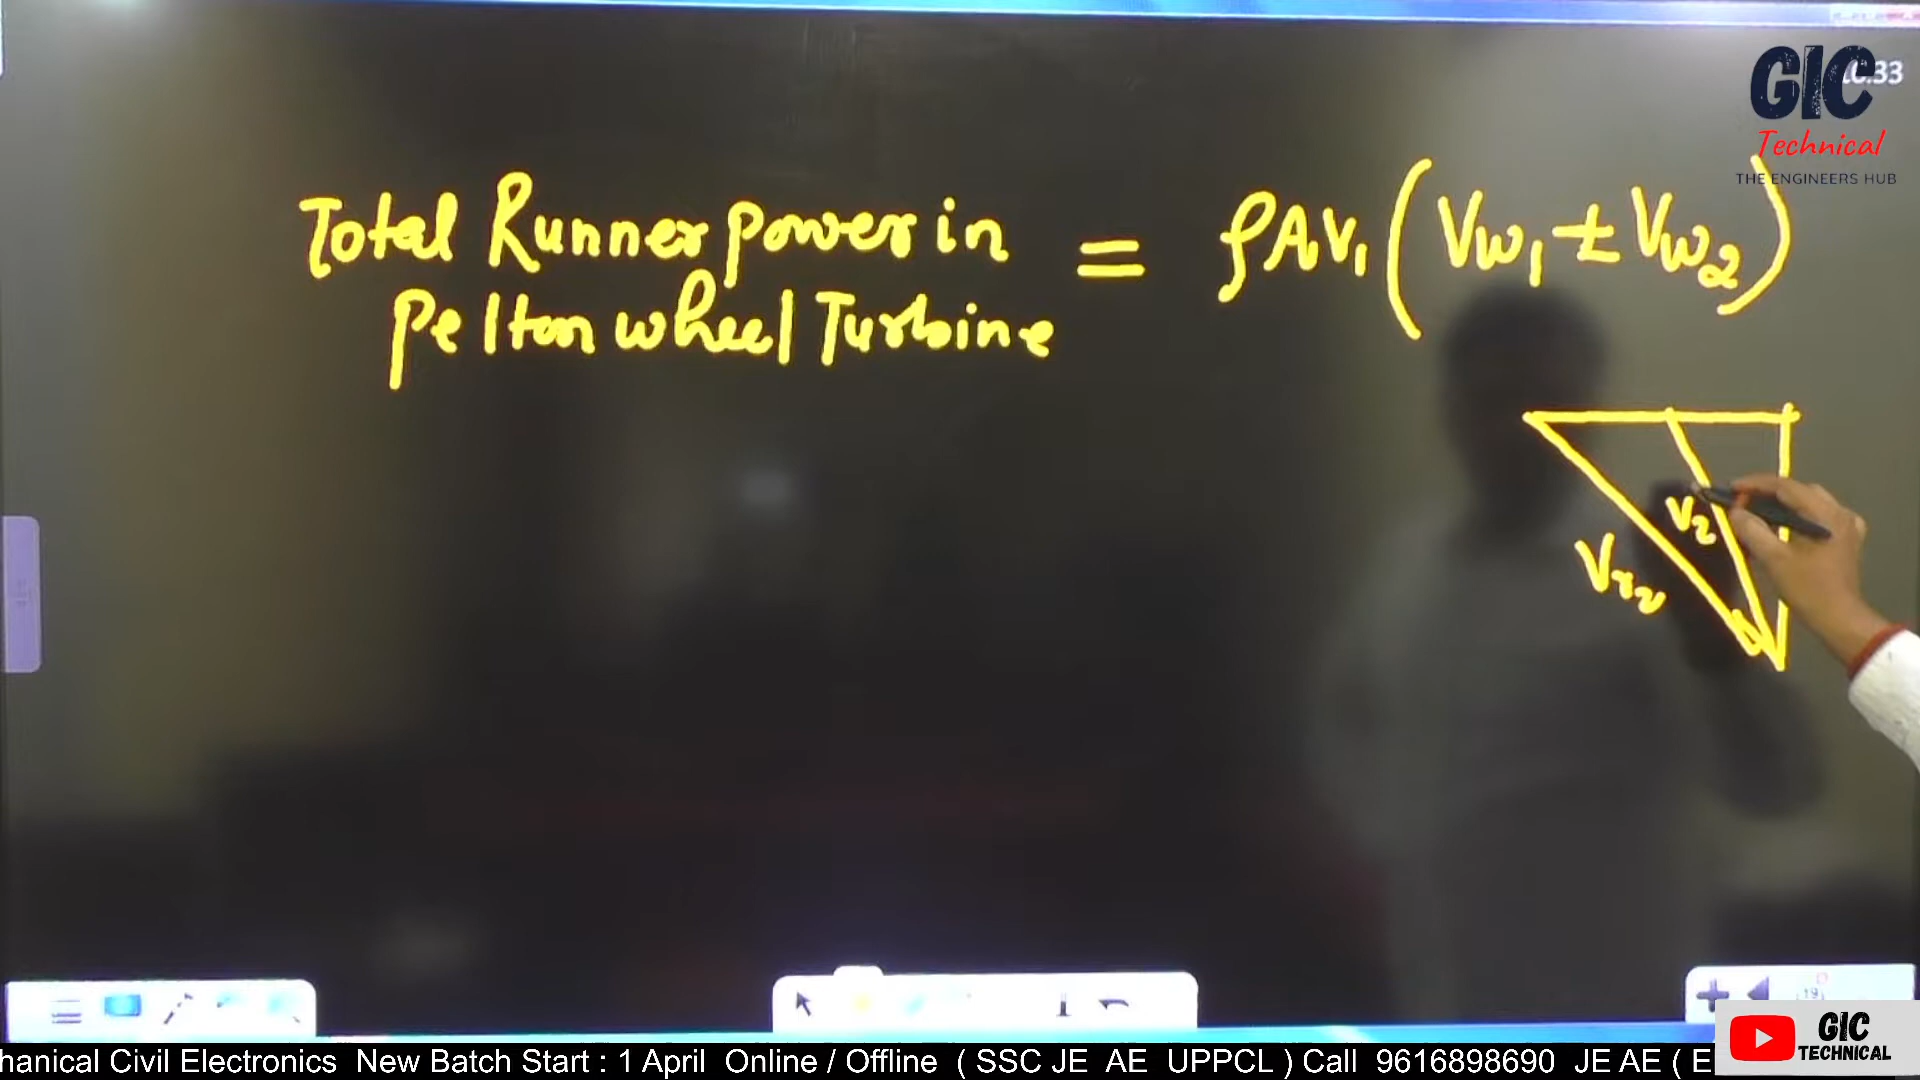 GIC
Technical
THE ENGINEERS HUB
Total Runner power in
Pelton wheel Turbine
= ρAV₁(Vw₁ ± Vw₂)
V₂
Vr₂
19
GIC
TECHNICAL
hanical Civil Electronics New Batch Start : 1 April Online / Offline ( SSC JE AE UPPCL ) Call 9616898690 JE AE ( E